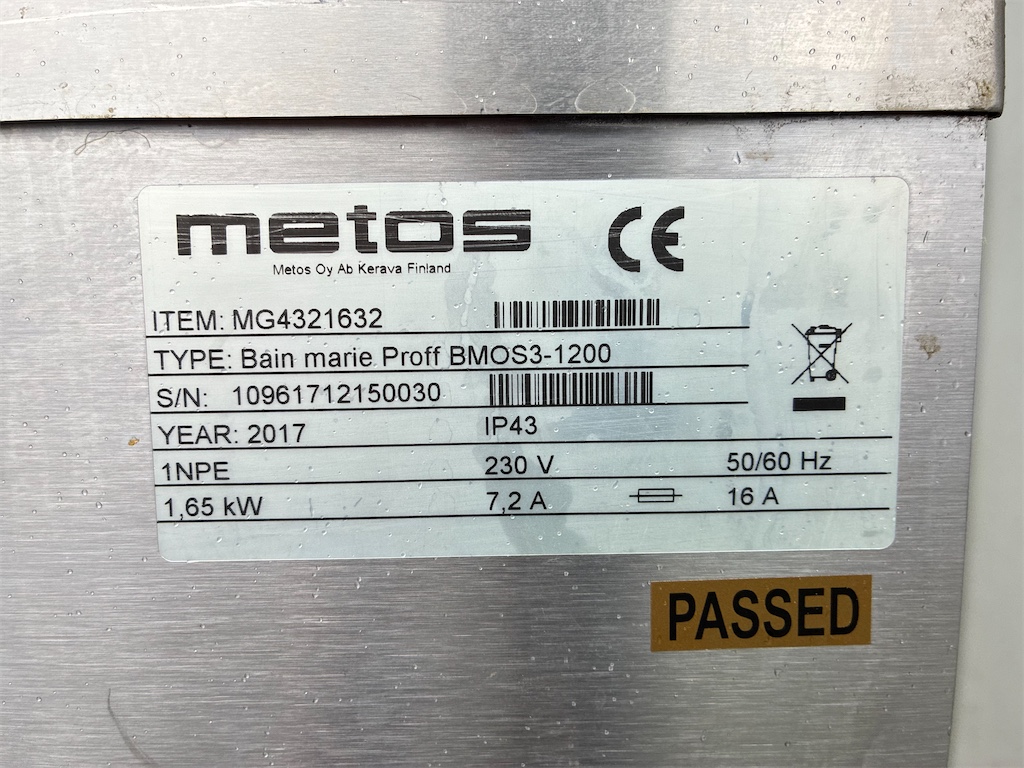 metos
CE
Metos Oy Ab Kerava Finland
ITEM: MG4321632
TYPE: Bain marie Proff BMOS3-1200
S/N: 10961712150030
YEAR: 2017 IP43
1NPE 230 V 50/60 Hz
1,65 kW 7,2 A 16 A
PASSED